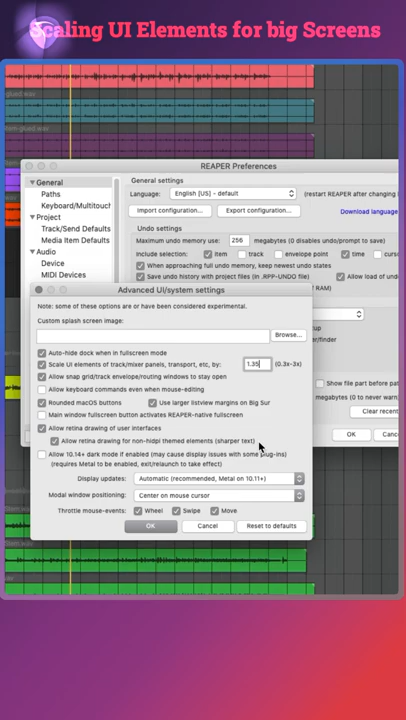 Scaling UI Elements for big Screens
REAPER Preferences
General
Paths
Keyboard/Multitouch
Project
Track/Send Defaults
Media Item Defaults
Audio
Device
MIDI Devices
General settings
Language: English [US] - default (restart REAPER after changing
Import configuration... Export configuration... Download language
Undo settings
Maximum undo memory use: 256 megabytes (0 disables undo/prompt to save)
Include selection: item track envelope point time cursor
When approaching full undo memory, keep newest undo states
Save undo history with project files (in .RPP-UNDO file) Allow load of undo
RAM)
Show file part before pat
megabytes (0 to never warn)
Clear recent
OK Cancel
Advanced UI/system settings
Note: some of these options are or have been considered experimental.
Custom splash screen image:
Browse...
Auto-hide dock when in fullscreen mode
Scale UI elements of track/mixer panels, transport, etc, by: 1.35 (0.3x-3x)
Allow snap grid/track envelope/routing windows to stay open
Allow keyboard commands even when mouse-editing
Rounded macOS buttons Use larger listview margins on Big Sur
Main window fullscreen button activates REAPER-native fullscreen
Allow retina drawing of user interfaces
Allow retina drawing for non-hidpi themed elements (sharper text)
Allow 10.14+ dark mode if enabled (may cause display issues with some plug-ins)
(requires Metal to be enabled, exit/relaunch to take effect)
Display updates: Automatic (recommended, Metal on 10.11+)
Modal window positioning: Center on mouse cursor
Throttle mouse-events: Wheel Swipe Move
OK Cancel Reset to defaults